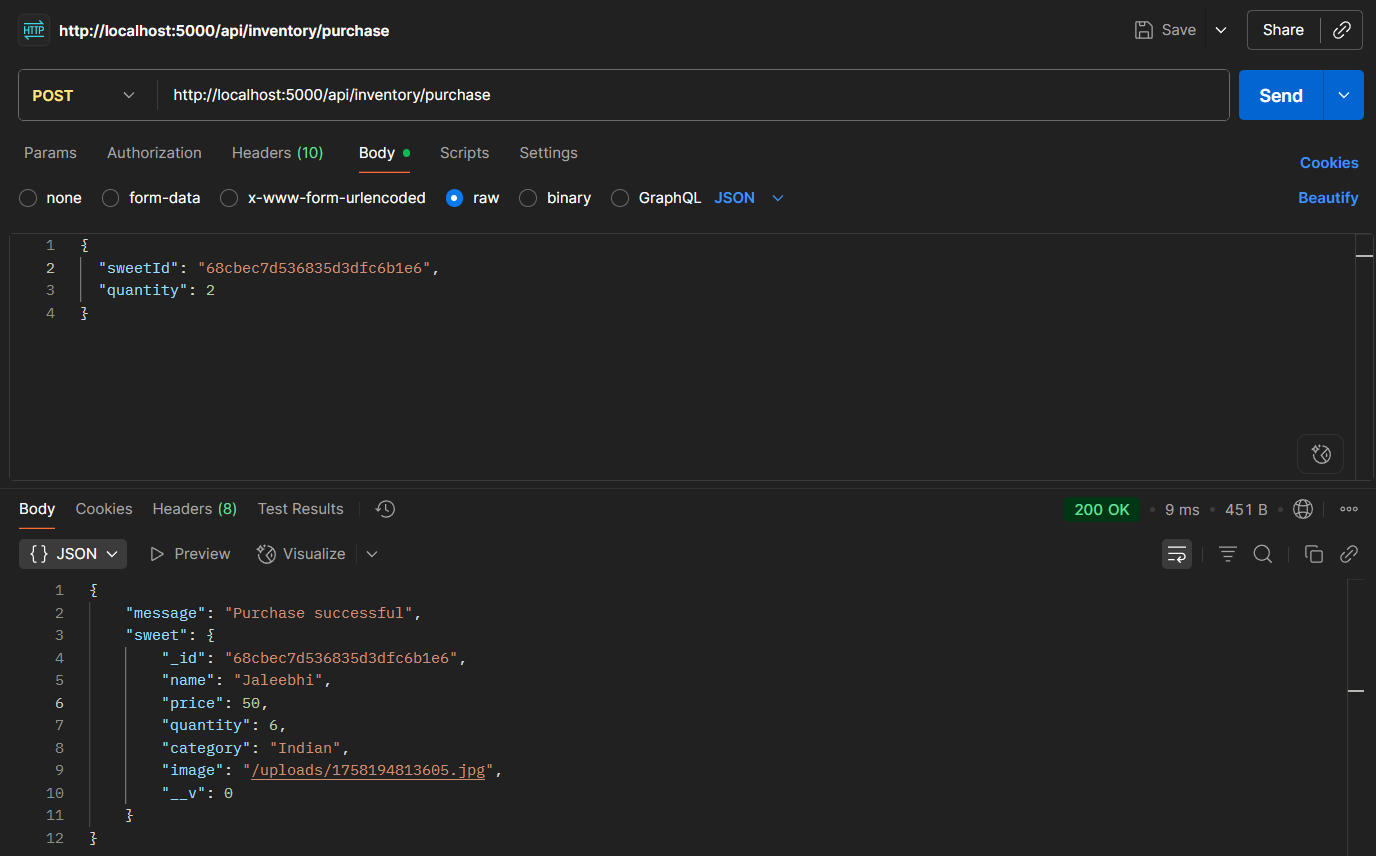 HTTP http://localhost:5000/api/inventory/purchase Save Share
POST http://localhost:5000/api/inventory/purchase Send
Params Authorization Headers (10) Body Scripts Settings Cookies
none form-data x-www-form-urlencoded raw binary GraphQL JSON Beautify
1 {
2 "sweetId": "68cbec7d536835d3dfc6b1e6",
3 "quantity": 2
4 }
Body Cookies Headers (8) Test Results 200 OK • 9 ms • 451 B •
{} JSON Preview Visualize
1 {
2 "message": "Purchase successful",
3 "sweet": {
4 "_id": "68cbec7d536835d3dfc6b1e6",
5 "name": "Jaleebhi",
6 "price": 50,
7 "quantity": 6,
8 "category": "Indian",
9 "image": "/uploads/1758194813605.jpg",
10 "__v": 0
11 }
12 }